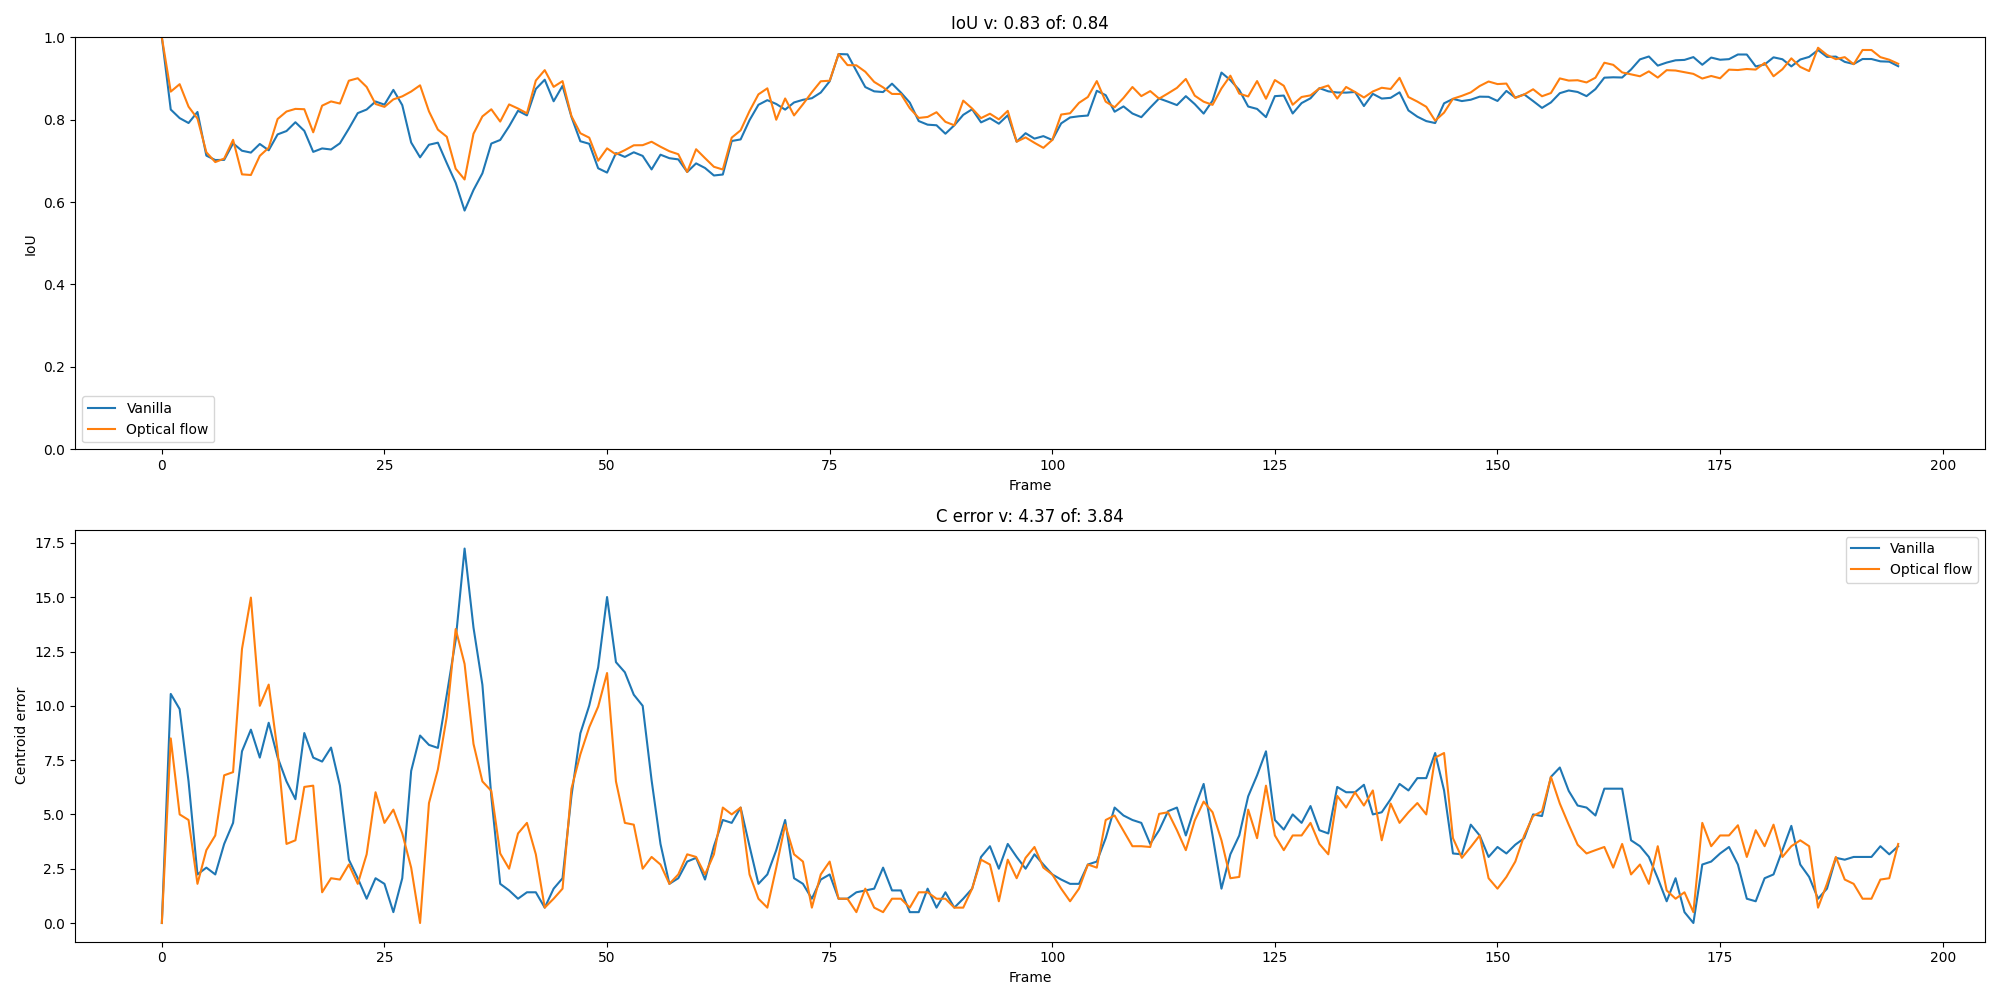 IoU v: 0.83 of: 0.84
1.0
0.8
0.6
0.4
0.2
0.0
IoU
Vanilla
Optical flow
0 25 50 75 100 125 150 175 200
Frame
C error v: 4.37 of: 3.84
17.5
15.0
12.5
10.0
7.5
5.0
2.5
0.0
Centroid error
Vanilla
Optical flow
0 25 50 75 100 125 150 175 200
Frame